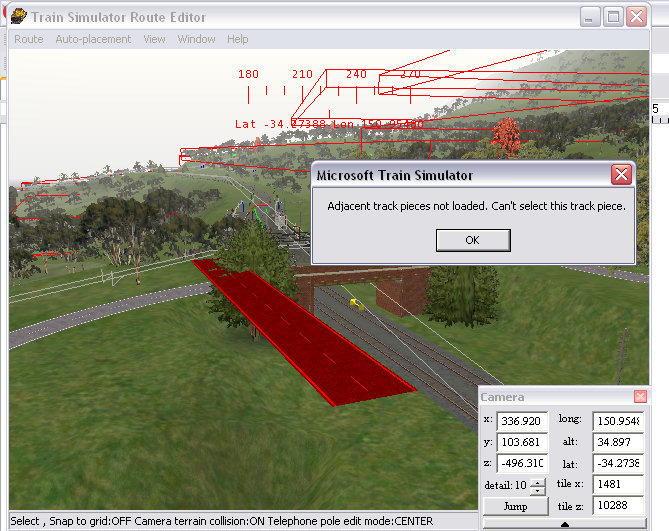 Train Simulator Route Editor
Route Auto-placement View Window Help
180 210 240 270
Lat -34.27388 Lon 150.95480
5
Microsoft Train Simulator
Adjacent track pieces not loaded. Can't select this track piece.
OK
Camera
x: 336.920 long: 150.9548
y: 103.681 alt: 34.897
z: -496.310 lat: -34.2738
detail: 10 tile x: 1481
Jump tile z: 10288
Select , Snap to grid:OFF Camera terrain collision:ON Telephone pole edit mode:CENTER